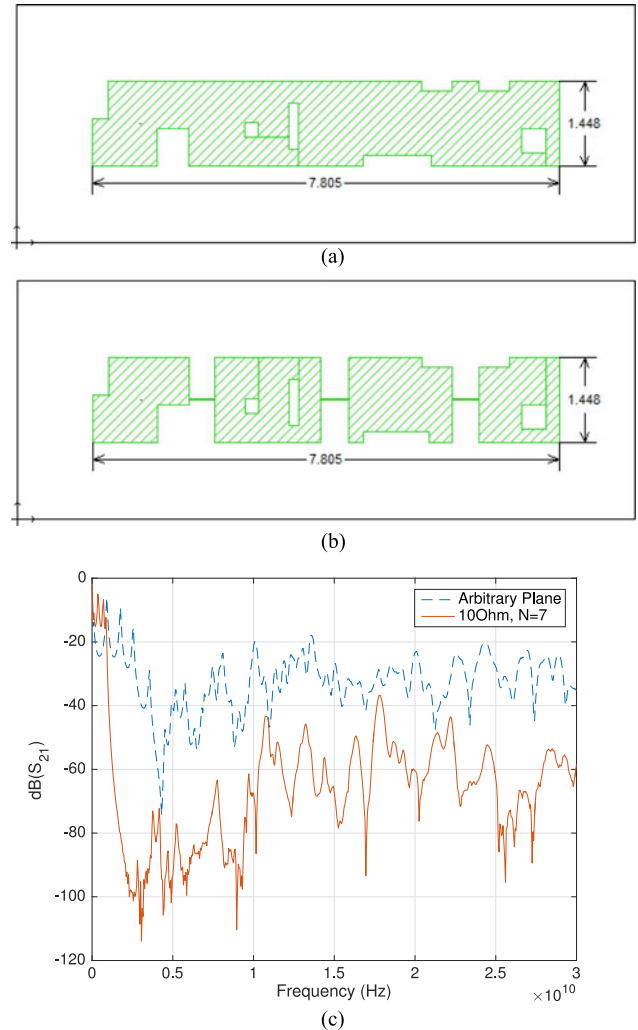 1.448
7.805
(a)
1.448
7.805
(b)
0
-20
-40
-60
-80
-100
-120
dB(S21)
Arbitrary Plane
10Ohm, N=7
0
0.5
1
1.5
2
2.5
3
Frequency (Hz)
×10^10
(c)